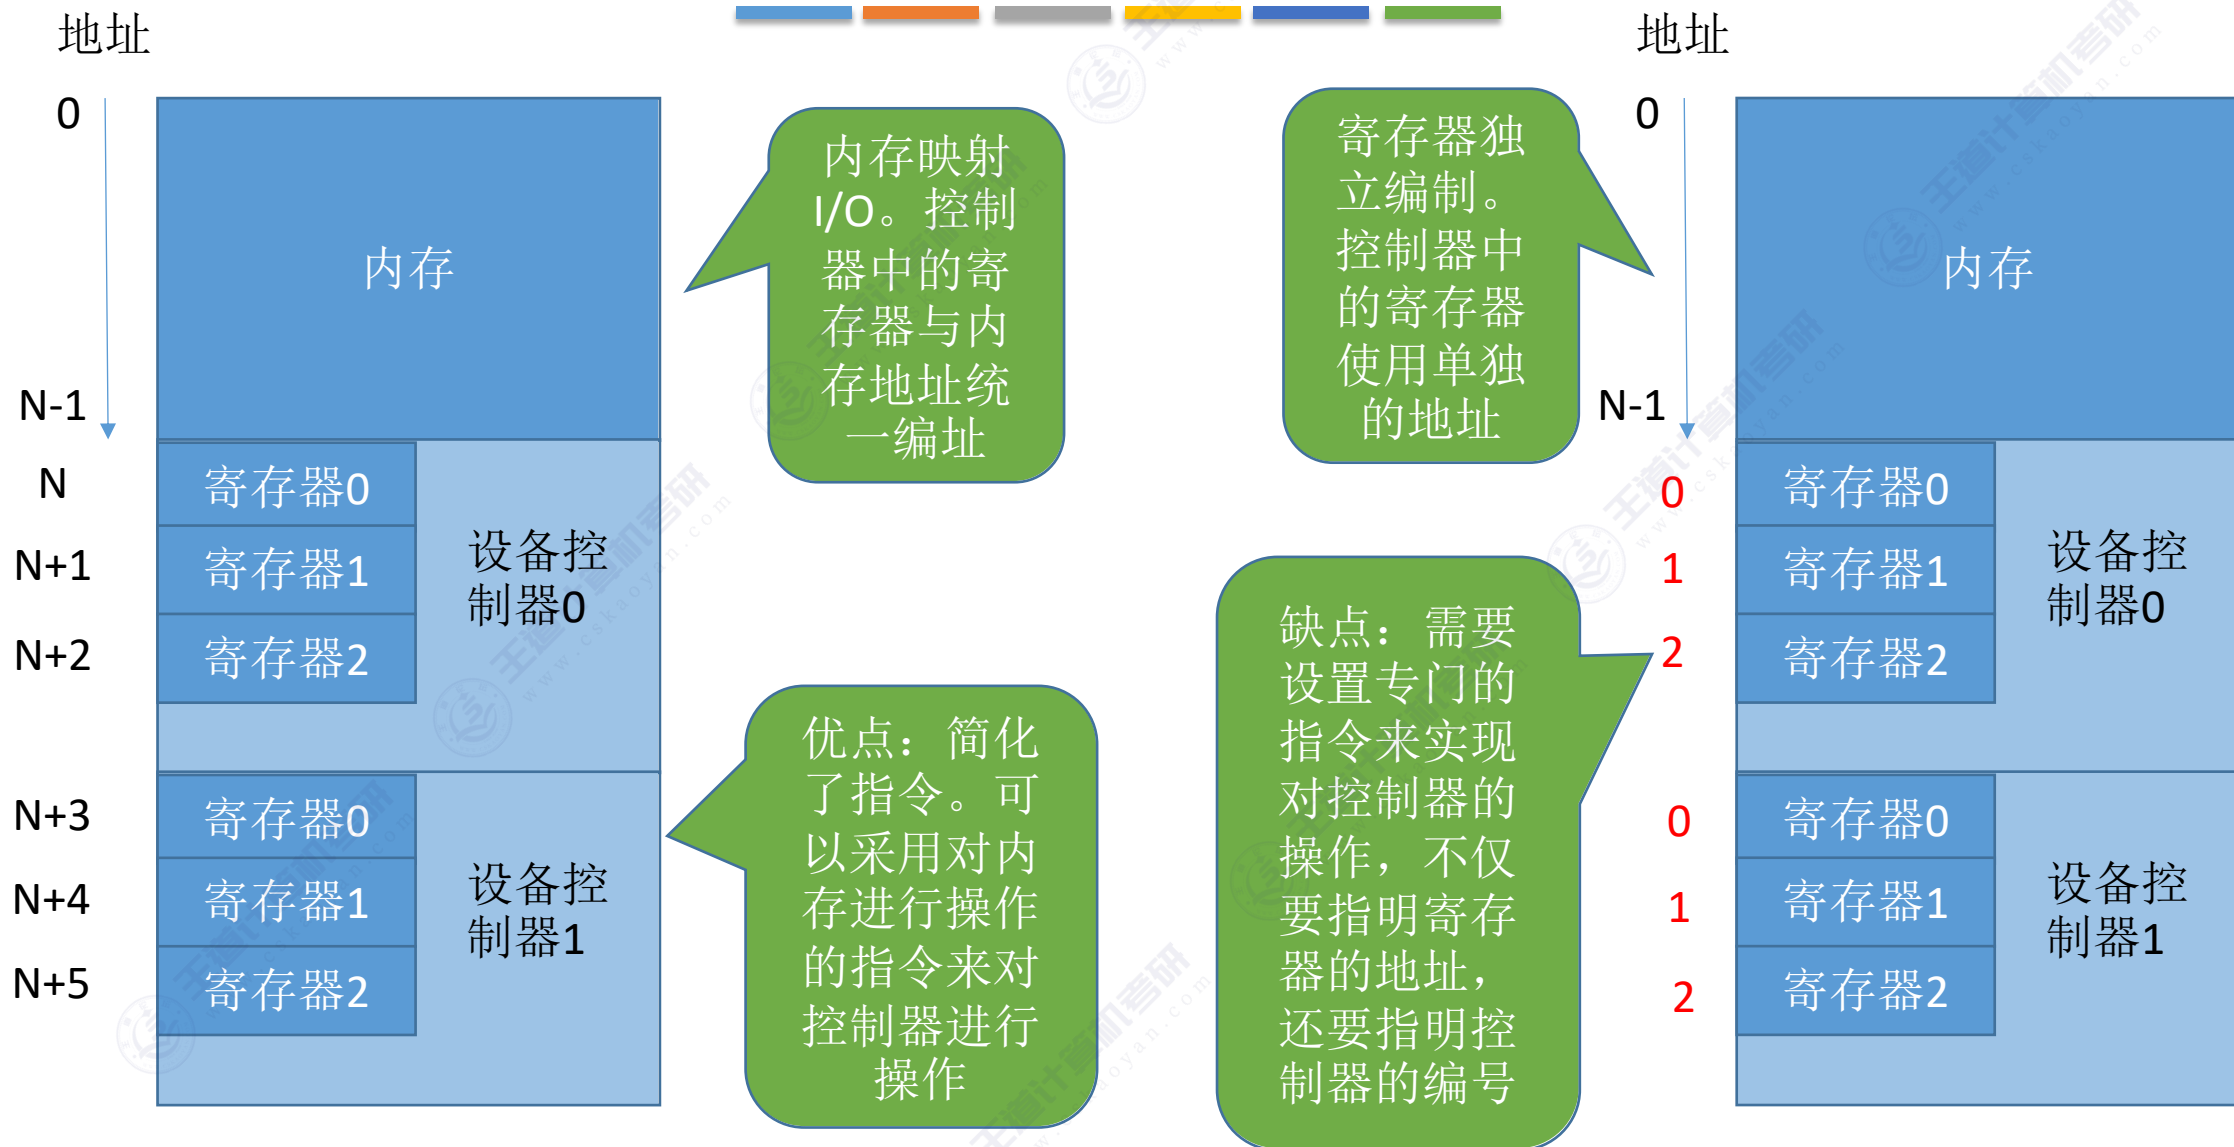 地址
0
内存
N-1
N
寄存器0
N+1
寄存器1
N+2
寄存器2
设备控
制器0
N+3
寄存器0
N+4
寄存器1
N+5
寄存器2
设备控
制器1
内存映射
I/O。控制
器中的寄
存器与内
存地址统
一编址
优点：简化
了指令。可
以采用对内
存进行操作
的指令来对
控制器进行
操作
寄存器独
立编制。
控制器中
的寄存器
使用单独
的地址
缺点：需要
设置专门的
指令来实现
对控制器的
操作，不仅
要指明寄存
器的地址，
还要指明控
制器的编号
地址
0
内存
N-1
0
寄存器0
1
寄存器1
2
寄存器2
设备控
制器0
0
寄存器0
1
寄存器1
2
寄存器2
设备控
制器1
王道计算机考研
www.cskaoyan.com